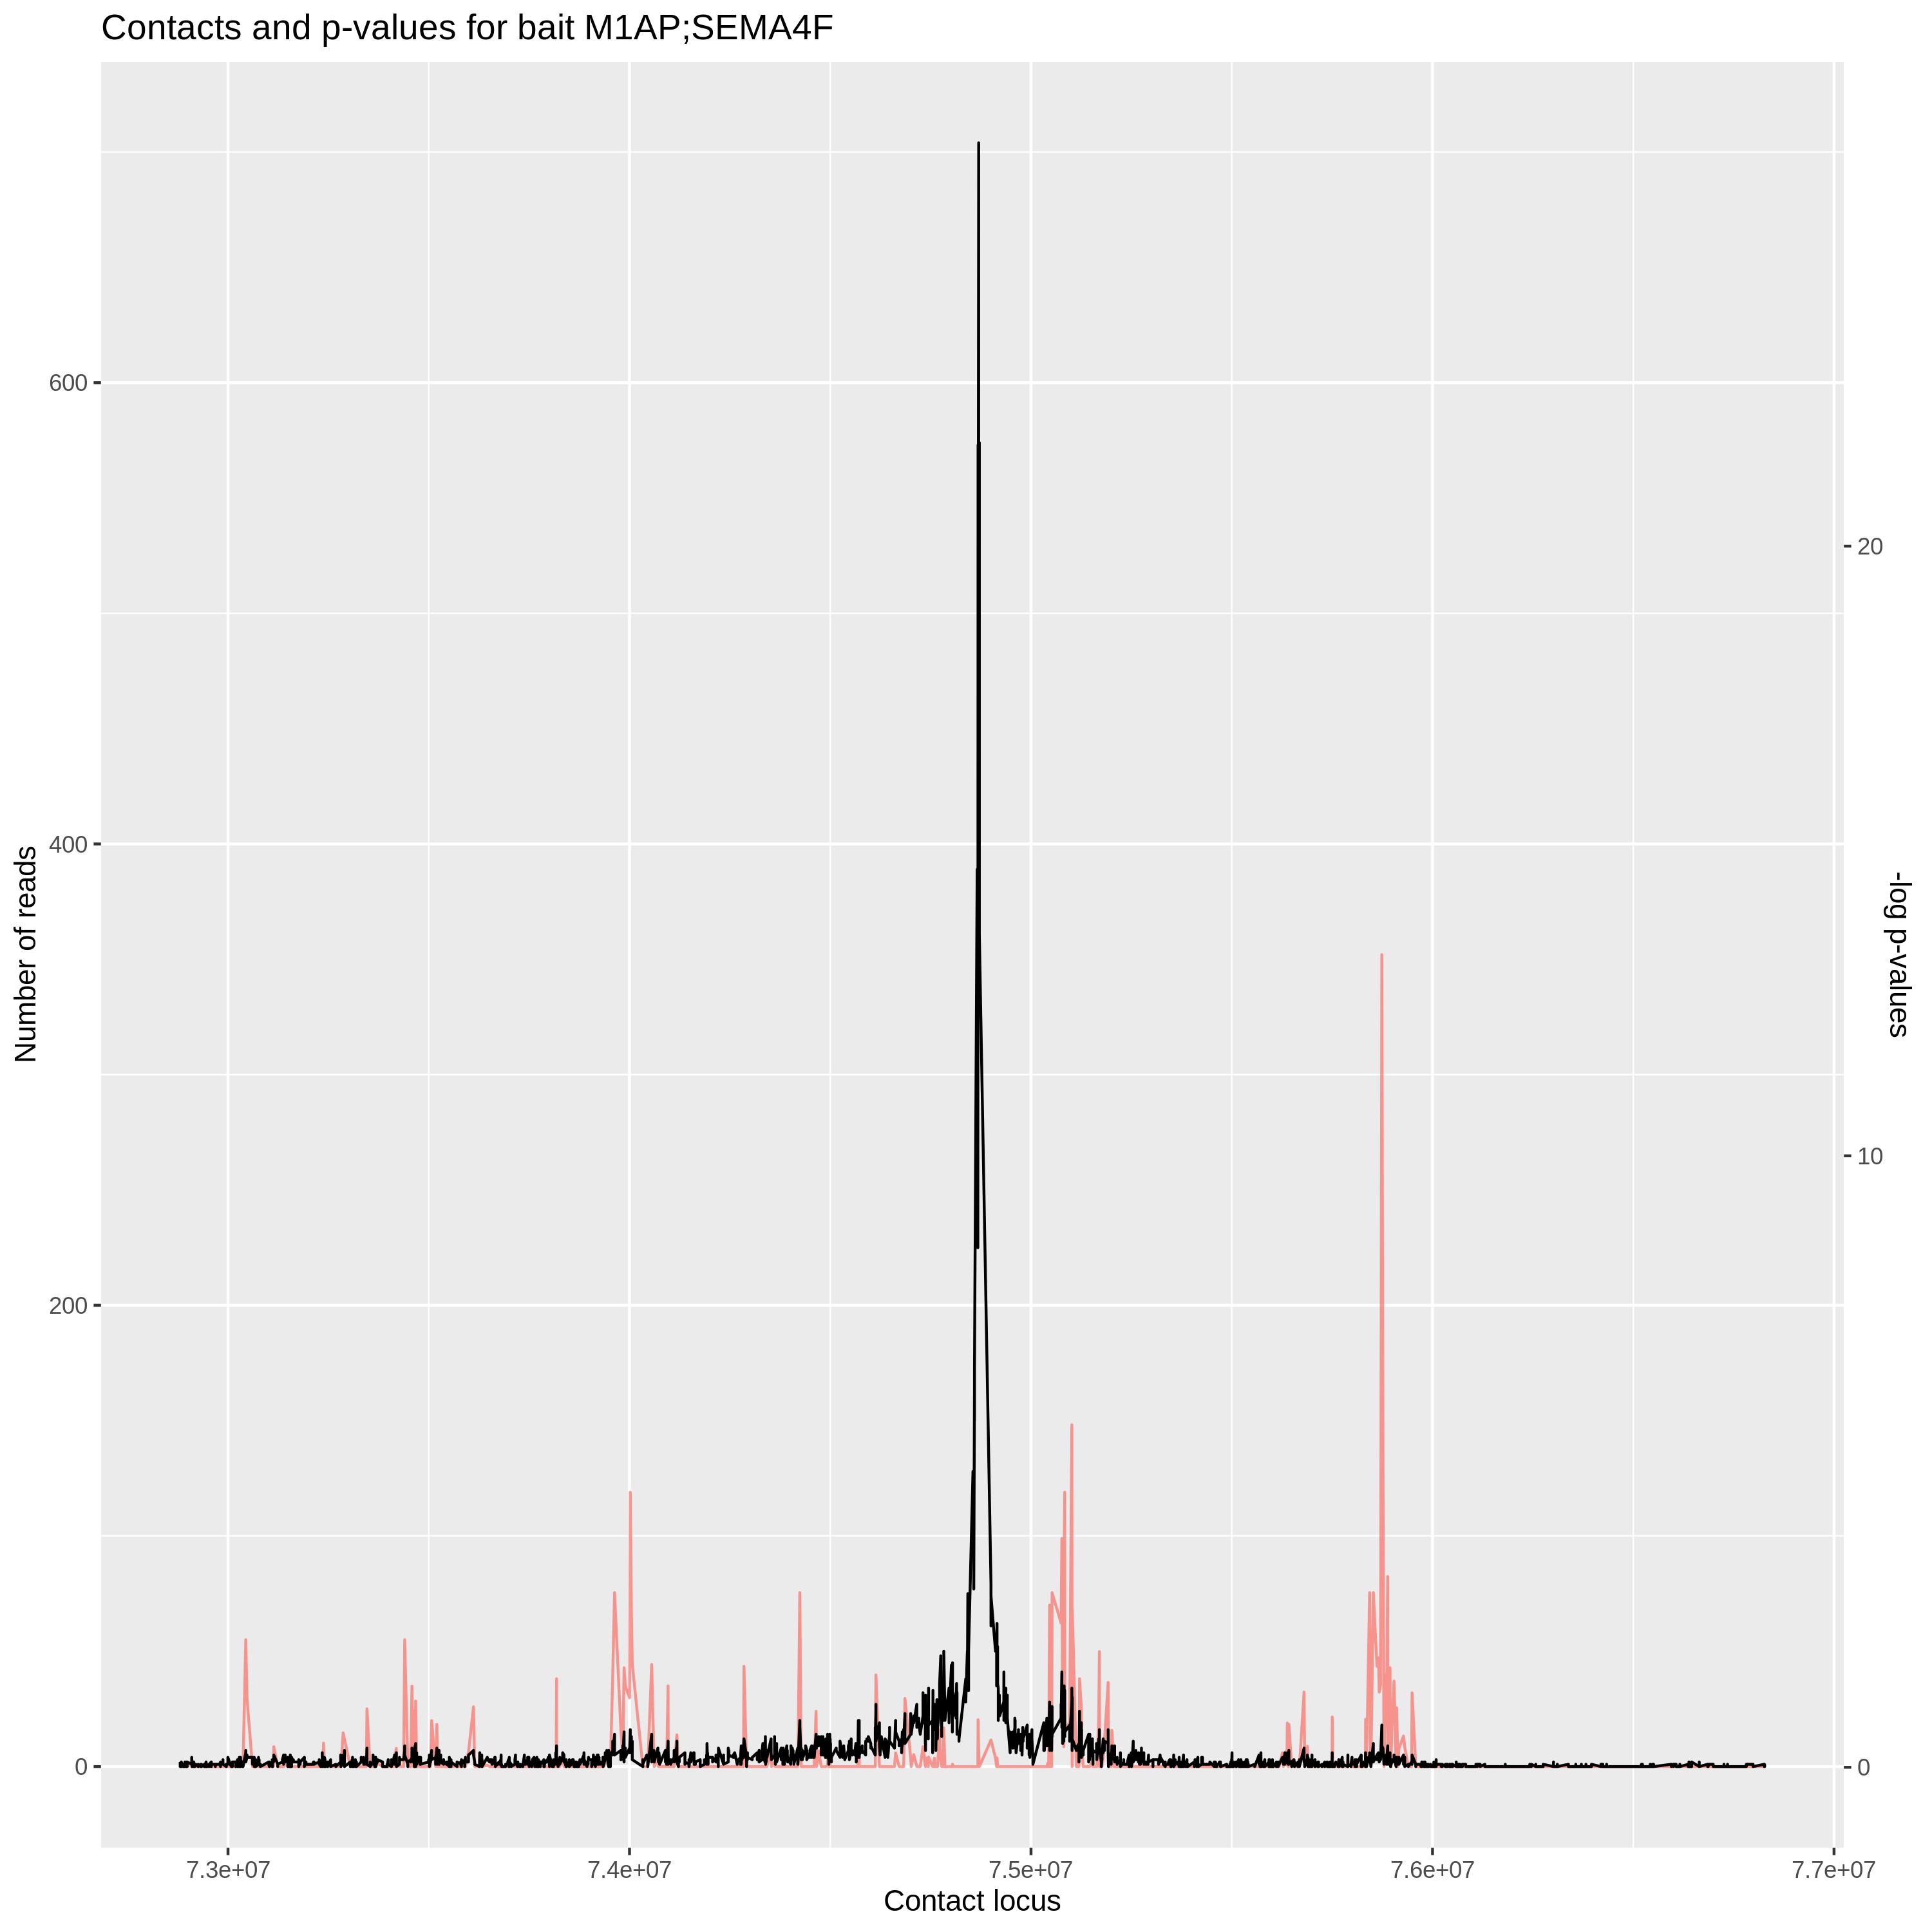 Contacts and p-values for bait M1AP;SEMA4F
600
400
200
0
20
10
0
Number of reads
-log p-values
7.3e+07 7.4e+07 7.5e+07 7.6e+07 7.7e+07
Contact locus